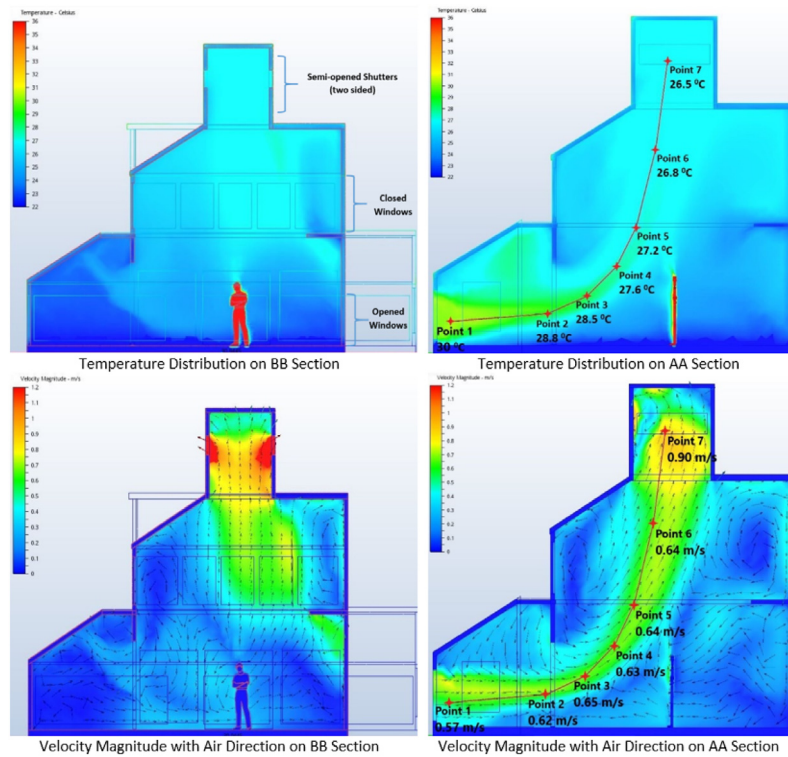 Temperature - Celsius
36
35
34
33
32
31
30
29
28
27
26
25
24
23
22
Semi-opened Shutters
(two sided)
Closed
Windows
Opened
Windows
Temperature Distribution on BB Section
Temperature - Celsius
36
35
34
33
32
31
30
29
28
27
26
25
24
23
22
Point 7
26.5 ⁰C
Point 6
26.8 ⁰C
Point 5
27.2 ⁰C
Point 4
27.6 ⁰C
Point 3
28.5 ⁰C
Point 2
28.8 ⁰C
Point 1
30 ⁰C
Temperature Distribution on AA Section
Velocity Magnitude - m/s
1.2
1.1
1
0.9
0.8
0.7
0.6
0.5
0.4
0.3
0.2
0.1
0
Velocity Magnitude with Air Direction on BB Section
Velocity Magnitude - m/s
1.2
1.1
1
0.9
0.8
0.7
0.6
0.5
0.4
0.3
0.2
0.1
0
Point 7
0.90 m/s
Point 6
0.64 m/s
Point 5
0.64 m/s
Point 4
0.63 m/s
Point 3
0.65 m/s
Point 2
0.62 m/s
Point 1
0.57 m/s
Velocity Magnitude with Air Direction on AA Section